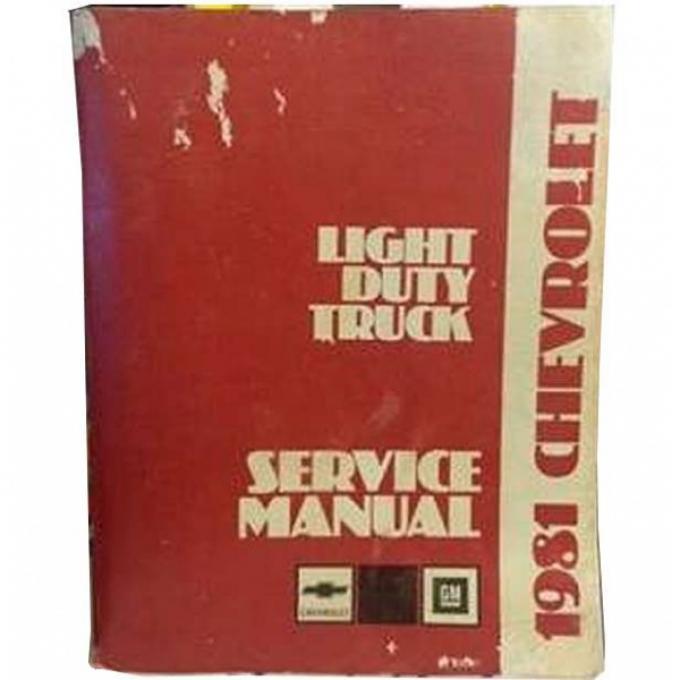 LIGHT
DUTY
TRUCK
SERVICE
MANUAL
CHEVROLET
GM
1981 CHEVROLET